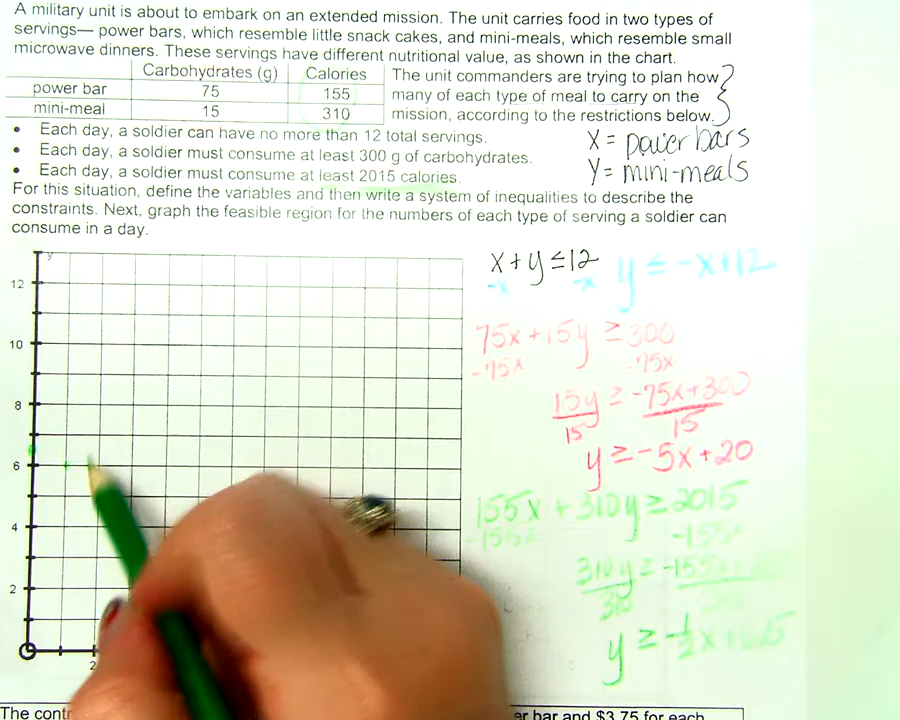 A military unit is about to embark on an extended mission. The unit carries food in two types of
servings— power bars, which resemble little snack cakes, and mini-meals, which resemble small
microwave dinners. These servings have different nutritional value, as shown in the chart.
Carbohydrates (g) Calories
power bar 75 155
mini-meal 15 310
The unit commanders are trying to plan how
many of each type of meal to carry on the
mission, according to the restrictions below.
• Each day, a soldier can have no more than 12 total servings.
• Each day, a soldier must consume at least 300 g of carbohydrates.
• Each day, a soldier must consume at least 2015 calories.
X = power bars
Y = mini-meals
For this situation, define the variables and then write a system of inequalities to describe the
constraints. Next, graph the feasible region for the numbers of each type of serving a soldier can
consume in a day.
x + y ≤ 12 y ≤ -x+12
-x -x
75x + 15y ≥ 300
-75x -75x
15y ≥ -75x+300
15 15
y ≥ -5x+20
155x + 310y ≥ 2015
-155x -155x
310y ≥ -155x
310
y ≥ -1/2x
y
12
10
8
6
4
2
2
The contr er bar and $3.75 for each